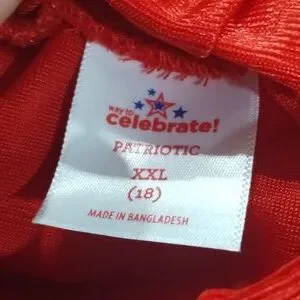 way to
Celebrate!
PATRIOTIC
XXL
(18)
MADE IN BANGLADESH